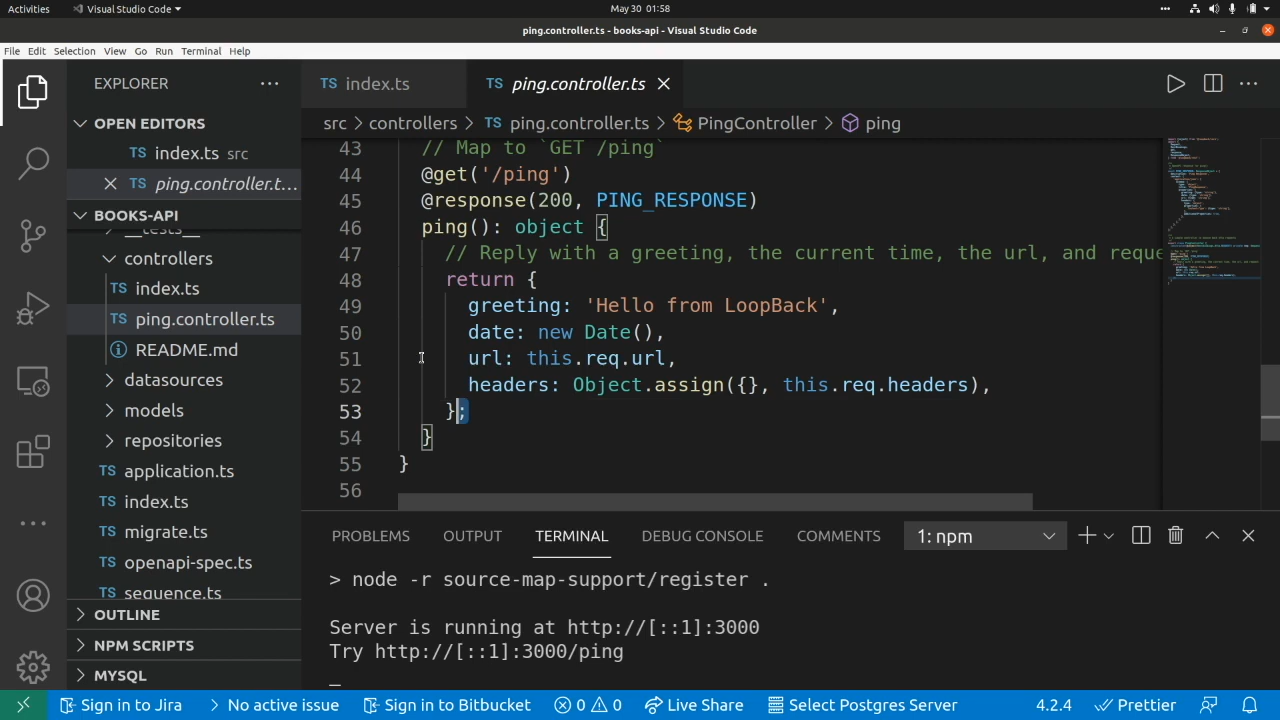 Activities Visual Studio Code May 30 01:58
ping.controller.ts - books-api - Visual Studio Code
File Edit Selection View Go Run Terminal Help
EXPLORER
OPEN EDITORS
TS index.ts src
TS ping.controller.t...
BOOKS-API
__tests__
controllers
TS index.ts
TS ping.controller.ts
README.md
datasources
models
repositories
TS application.ts
TS index.ts
TS migrate.ts
TS openapi-spec.ts
TS sequence.ts
OUTLINE
NPM SCRIPTS
MYSQL
TS index.ts TS ping.controller.ts
src > controllers > TS ping.controller.ts > PingController > ping
43 // Map to `GET /ping`
44 @get('/ping')
45 @response(200, PING_RESPONSE)
46 ping(): object {
47 // Reply with a greeting, the current time, the url, and reque
48 return {
49 greeting: 'Hello from LoopBack',
50 date: new Date(),
51 url: this.req.url,
52 headers: Object.assign({}, this.req.headers),
53 };
54 }
55 }
56
PROBLEMS OUTPUT TERMINAL DEBUG CONSOLE COMMENTS 1: npm
> node -r source-map-support/register .
Server is running at http://[::1]:3000
Try http://[::1]:3000/ping
Sign in to Jira No active issue Sign in to Bitbucket 0 0 Live Share Select Postgres Server 4.2.4 Prettier